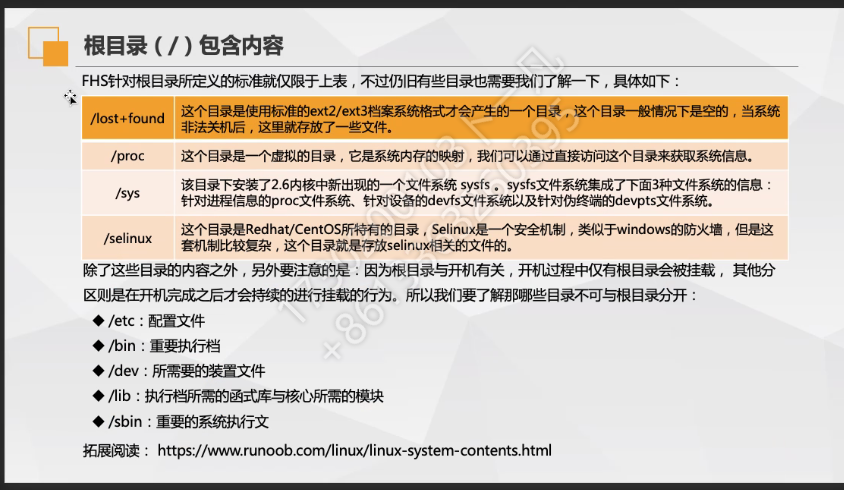 根目录（/）包含内容
FHS针对根目录所定义的标准就仅限于上表，不过仍旧有些目录也需要我们了解一下，具体如下：
/lost+found
这个目录是使用标准的ext2/ext3档案系统格式才会产生的一个目录，这个目录一般情况下是空的，当系统
非法关机后，这里就存放了一些文件。
/proc
这个目录是一个虚拟的目录，它是系统内存的映射，我们可以通过直接访问这个目录来获取系统信息。
/sys
该目录下安装了2.6内核中新出现的一个文件系统 sysfs 。sysfs文件系统集成了下面3种文件系统的信息：
针对进程信息的proc文件系统、针对设备的devfs文件系统以及针对伪终端的devpts文件系统。
/selinux
这个目录是Redhat/CentOS所特有的目录，Selinux是一个安全机制，类似于windows的防火墙，但是这
套机制比较复杂，这个目录就是存放selinux相关的文件的。
除了这些目录的内容之外，另外要注意的是：因为根目录与开机有关，开机过程中仅有根目录会被挂载， 其他分
区则是在开机完成之后才会持续的进行挂载的行为。所以我们要了解那哪些目录不可与根目录分开：
◆ /etc：配置文件
◆ /bin：重要执行档
◆ /dev：所需要的装置文件
◆ /lib：执行档所需的函式库与核心所需的模块
◆ /sbin：重要的系统执行文
拓展阅读： https://www.runoob.com/linux/linux-system-contents.html